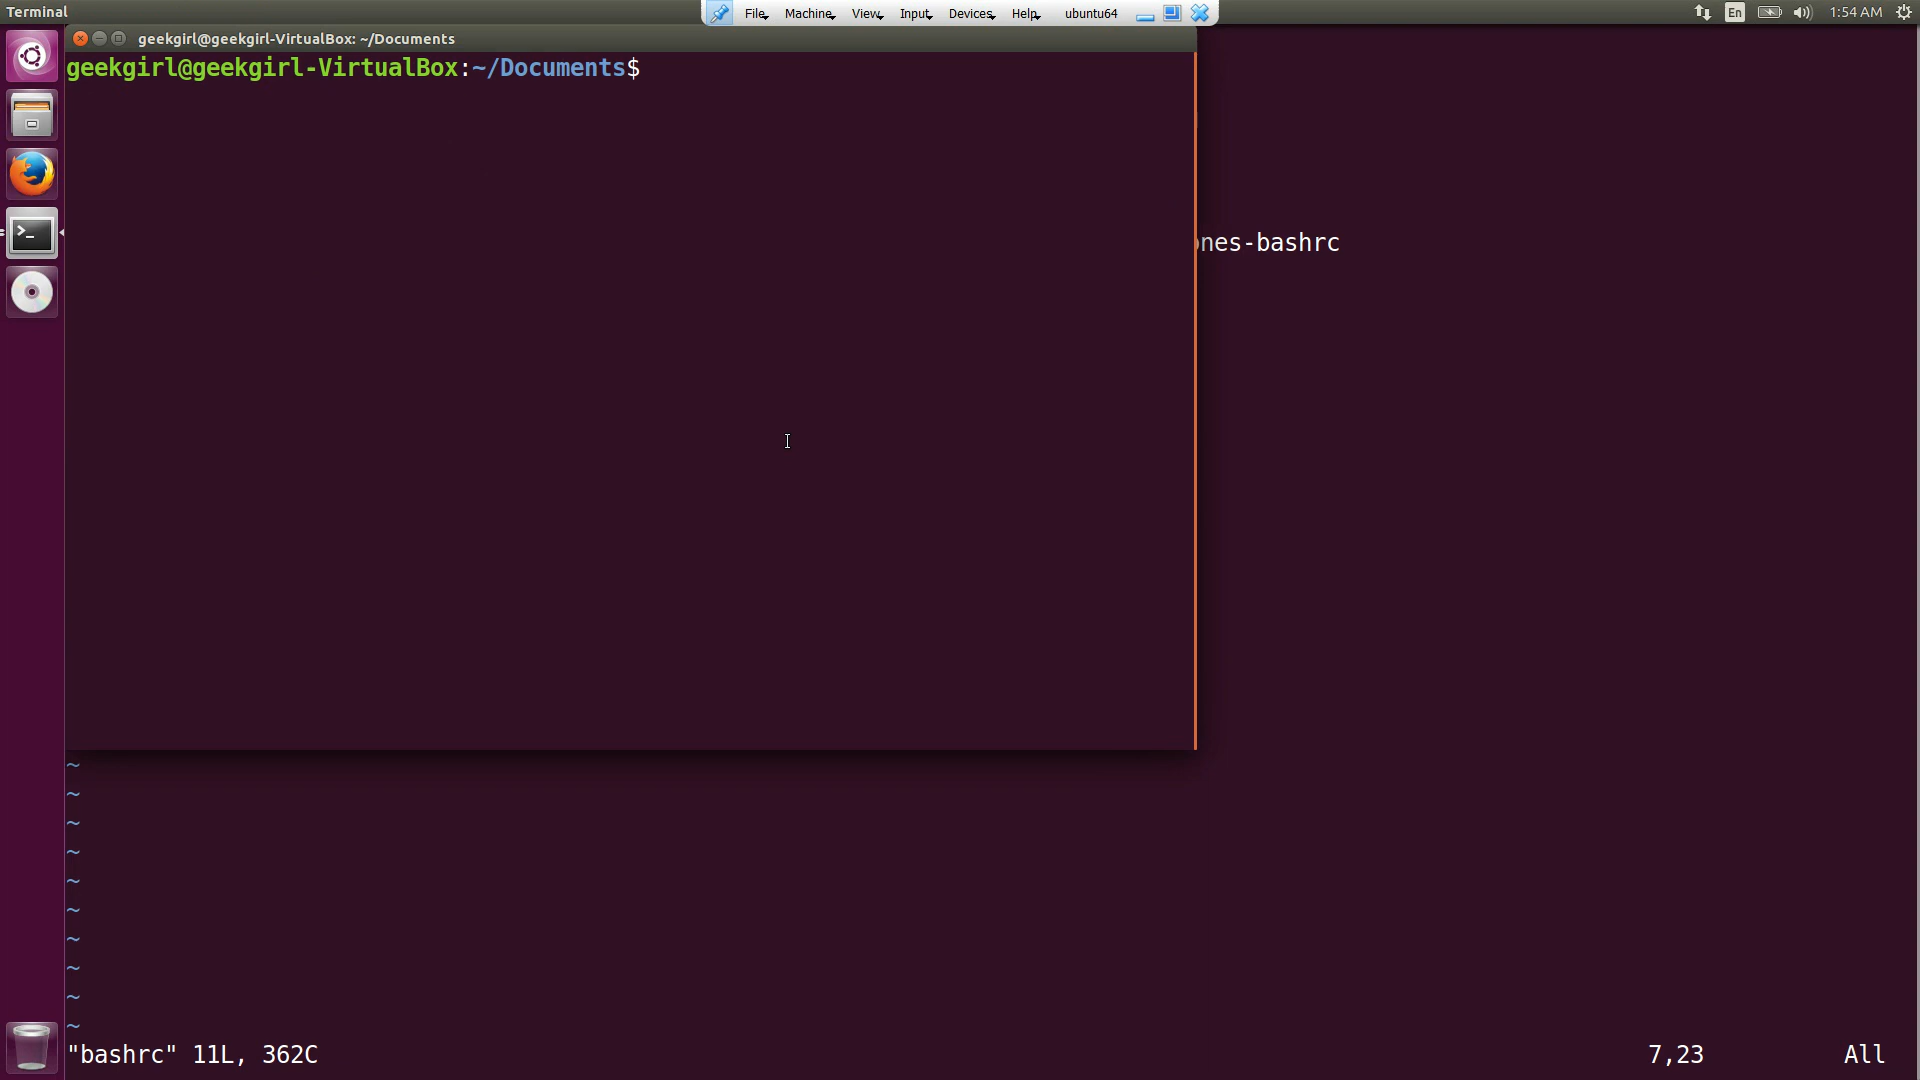 Terminal
File Machine View Input Devices Help ubuntu64
En 1:54 AM
geekgirl@geekgirl-VirtualBox: ~/Documents
geekgirl@geekgirl-VirtualBox:~/Documents$
>_
nes-bashrc
~
~
~
~
~
~
~
~
~
~
"bashrc" 11L, 362C 7,23 All